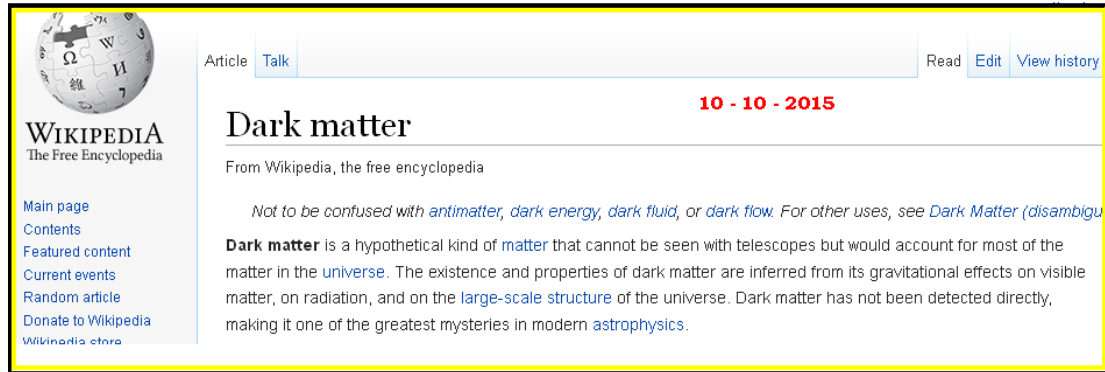 Article Talk Read Edit View history
10 - 10 - 2015
Dark matter
WIKIPEDIA
The Free Encyclopedia
From Wikipedia, the free encyclopedia
Main page
Contents
Featured content
Current events
Random article
Donate to Wikipedia
Wikipedia store
Not to be confused with antimatter, dark energy, dark fluid, or dark flow. For other uses, see Dark Matter (disambigu
Dark matter is a hypothetical kind of matter that cannot be seen with telescopes but would account for most of the
matter in the universe. The existence and properties of dark matter are inferred from its gravitational effects on visible
matter, on radiation, and on the large-scale structure of the universe. Dark matter has not been detected directly,
making it one of the greatest mysteries in modern astrophysics.